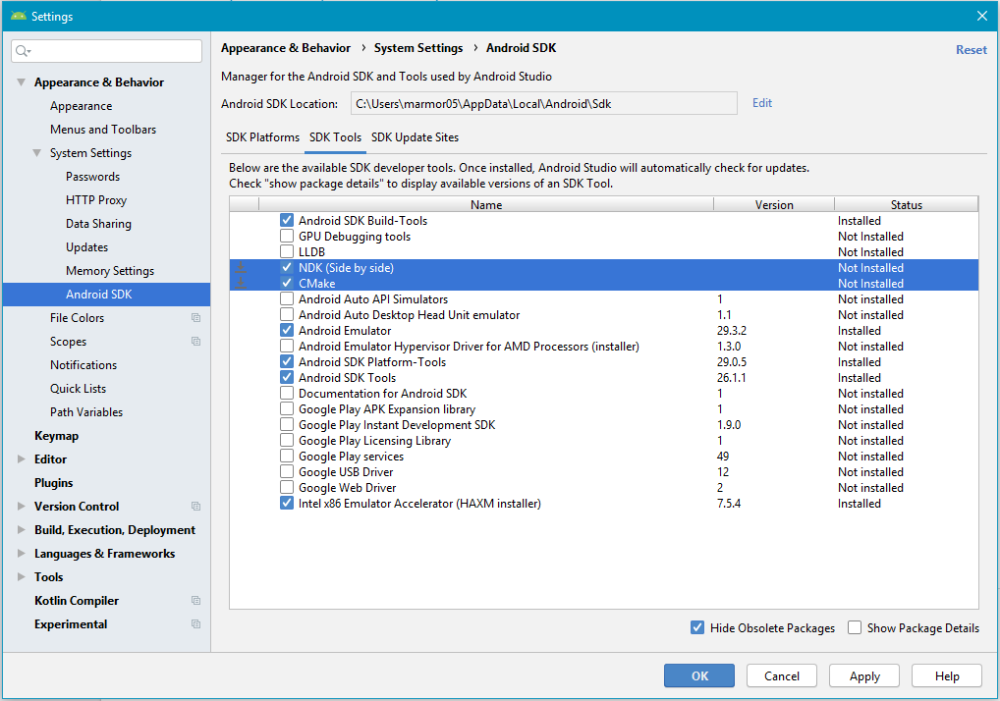 Settings
Appearance & Behavior
Appearance
Menus and Toolbars
System Settings
Passwords
HTTP Proxy
Data Sharing
Updates
Memory Settings
Android SDK
File Colors
Scopes
Notifications
Quick Lists
Path Variables
Keymap
Editor
Plugins
Version Control
Build, Execution, Deployment
Languages & Frameworks
Tools
Kotlin Compiler
Experimental
Appearance & Behavior › System Settings › Android SDK
Reset
Manager for the Android SDK and Tools used by Android Studio
Android SDK Location: C:\Users\marmor05\AppData\Local\Android\Sdk Edit
SDK Platforms SDK Tools SDK Update Sites
Below are the available SDK developer tools. Once installed, Android Studio will automatically check for updates.
Check "show package details" to display available versions of an SDK Tool.
Name Version Status
Android SDK Build-Tools Installed
GPU Debugging tools Not Installed
LLDB Not Installed
NDK (Side by side) Not Installed
CMake Not Installed
Android Auto API Simulators 1 Not installed
Android Auto Desktop Head Unit emulator 1.1 Not installed
Android Emulator 29.3.2 Installed
Android Emulator Hypervisor Driver for AMD Processors (installer) 1.3.0 Not installed
Android SDK Platform-Tools 29.0.5 Installed
Android SDK Tools 26.1.1 Installed
Documentation for Android SDK 1 Not installed
Google Play APK Expansion library 1 Not installed
Google Play Instant Development SDK 1.9.0 Not installed
Google Play Licensing Library 1 Not installed
Google Play services 49 Not installed
Google USB Driver 12 Not installed
Google Web Driver 2 Not installed
Intel x86 Emulator Accelerator (HAXM installer) 7.5.4 Installed
Hide Obsolete Packages Show Package Details
OK Cancel Apply Help